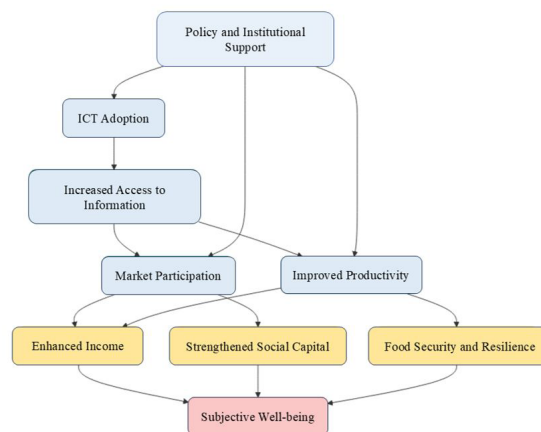 Policy and Institutional
Support
ICT Adoption
Increased Access to
Information
Market Participation
Improved Productivity
Enhanced Income
Strengthened Social Capital
Food Security and Resilience
Subjective Well-being